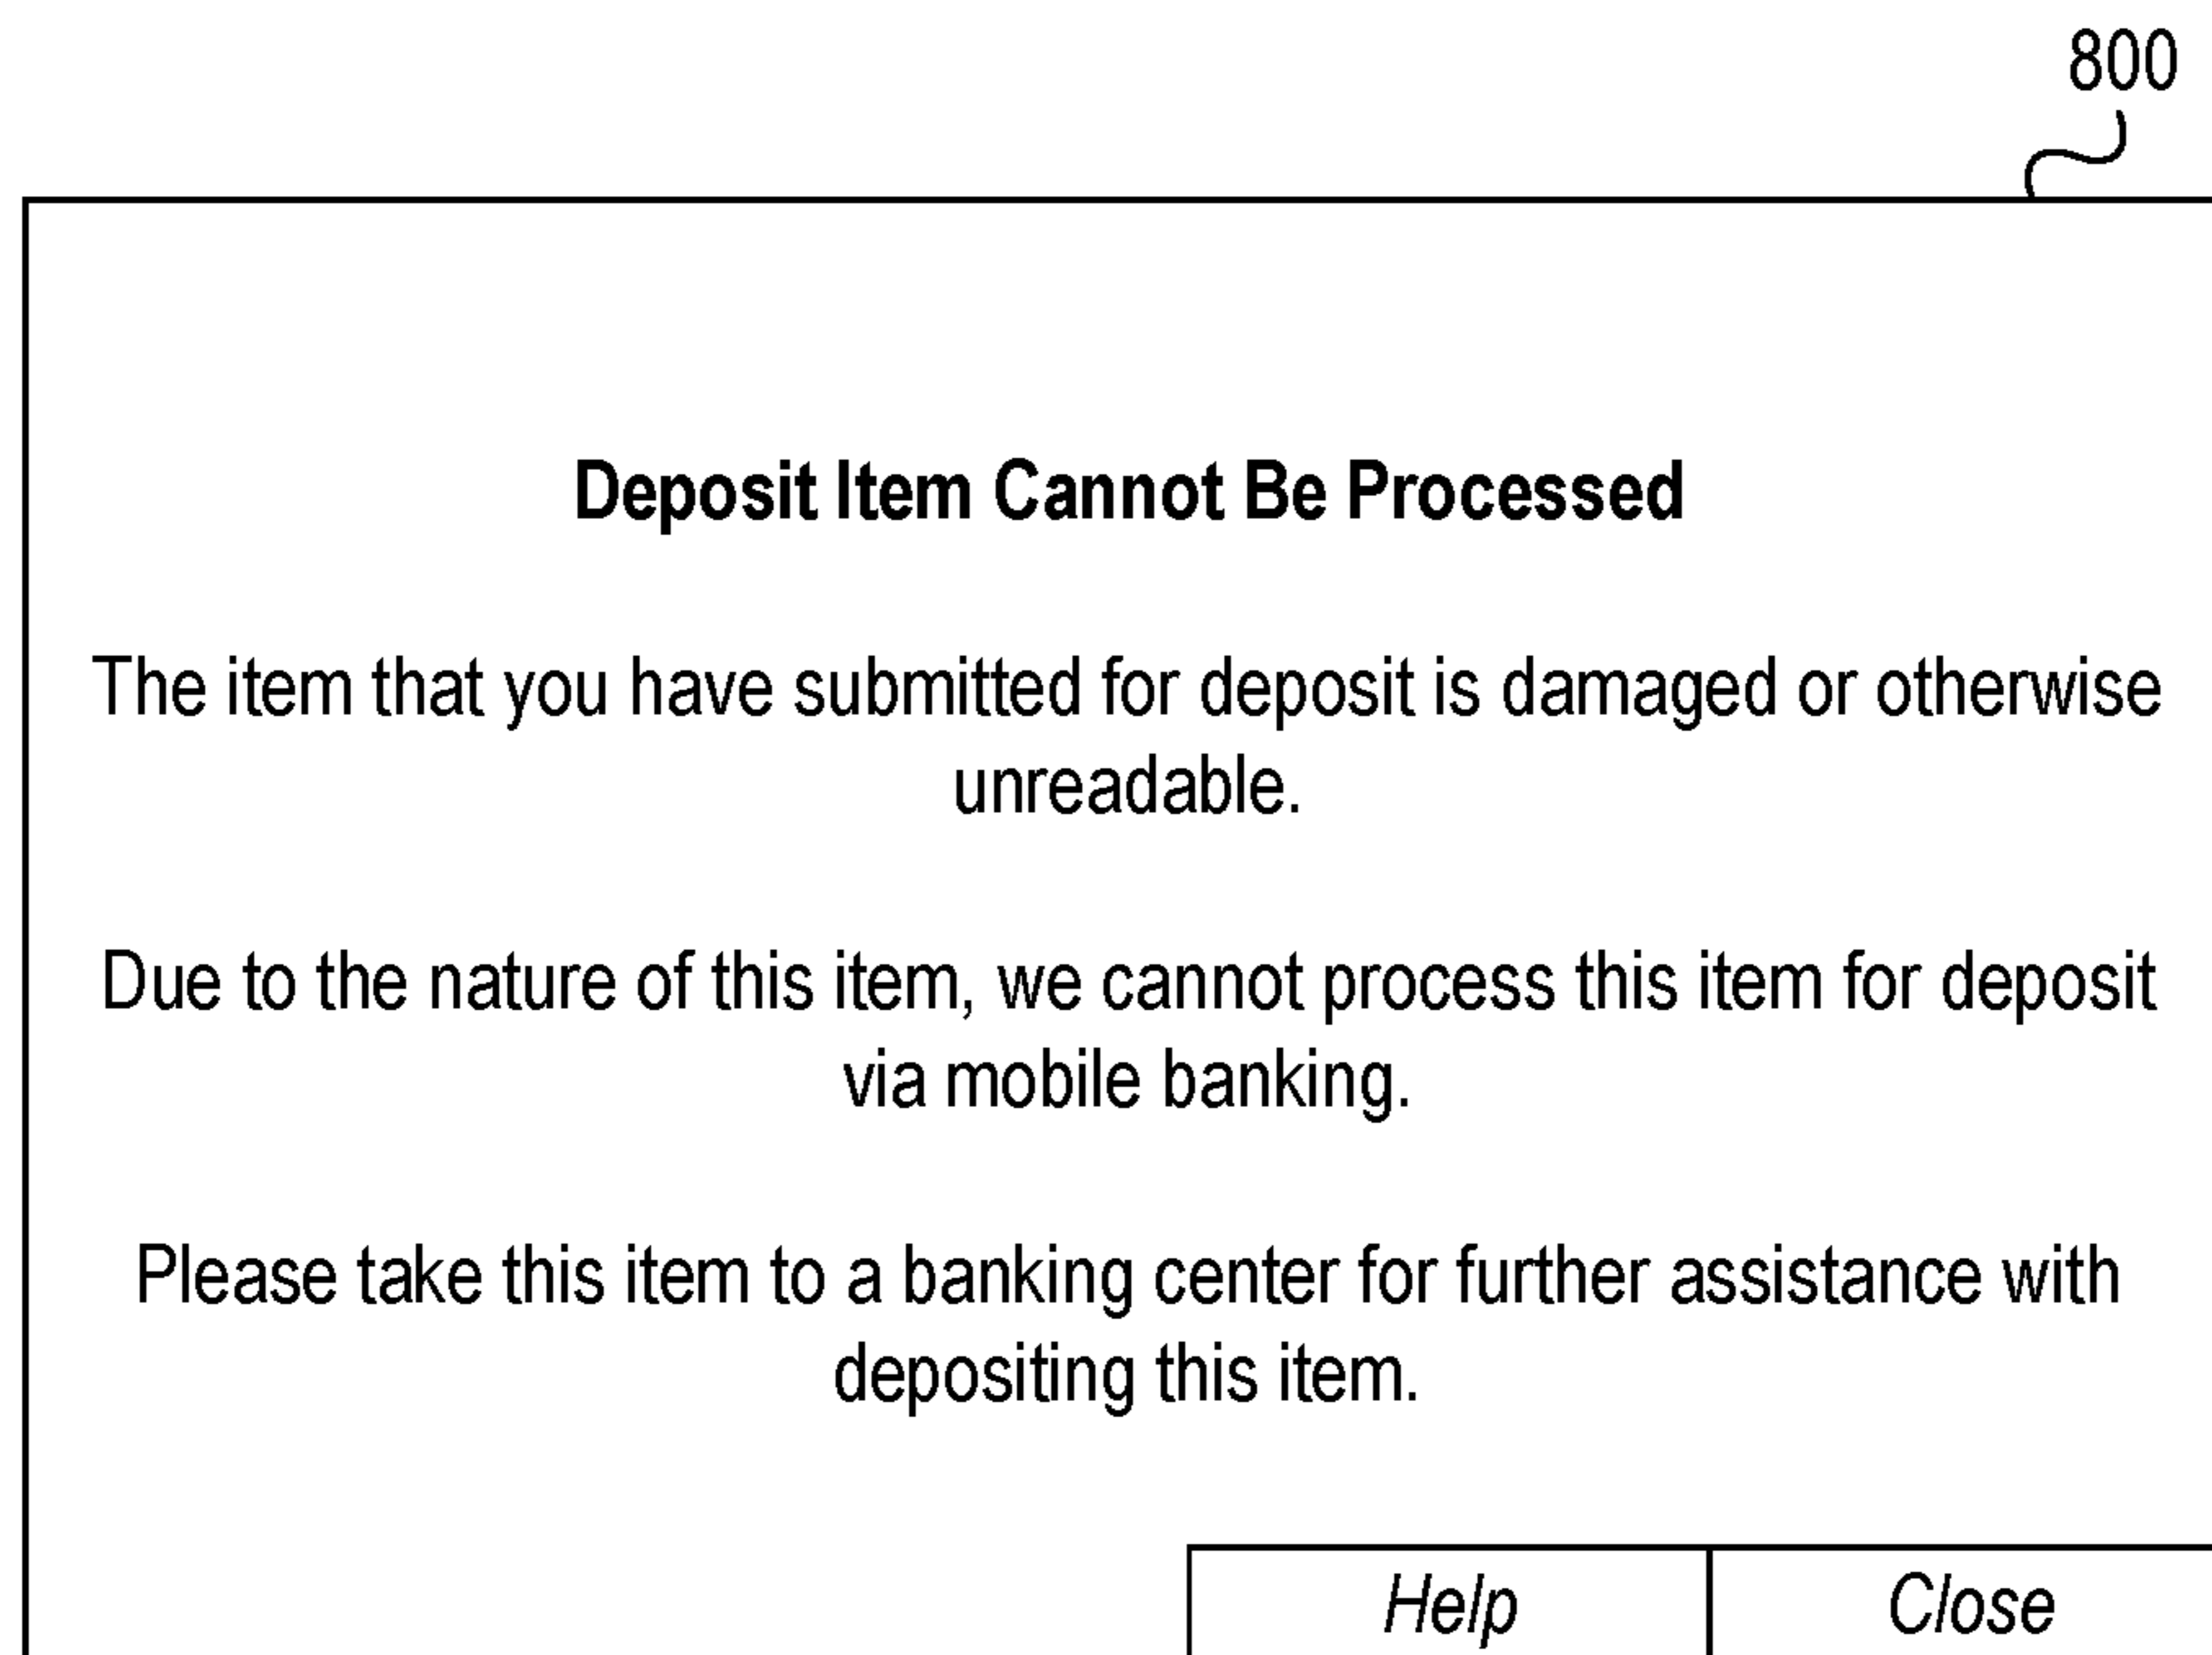 800
Deposit Item Cannot Be Processed
The item that you have submitted for deposit is damaged or otherwise
unreadable.
Due to the nature of this item, we cannot process this item for deposit
via mobile banking.
Please take this item to a banking center for further assistance with
depositing this item.
Help Close